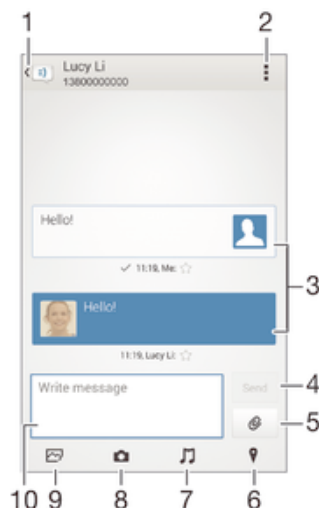 1
2
Lucy Li
13800000000
Hello!
11:19, Me:
3
Hello!
11:19, Lucy Li:
Write message
Send
4
5
10 9 8 7 6